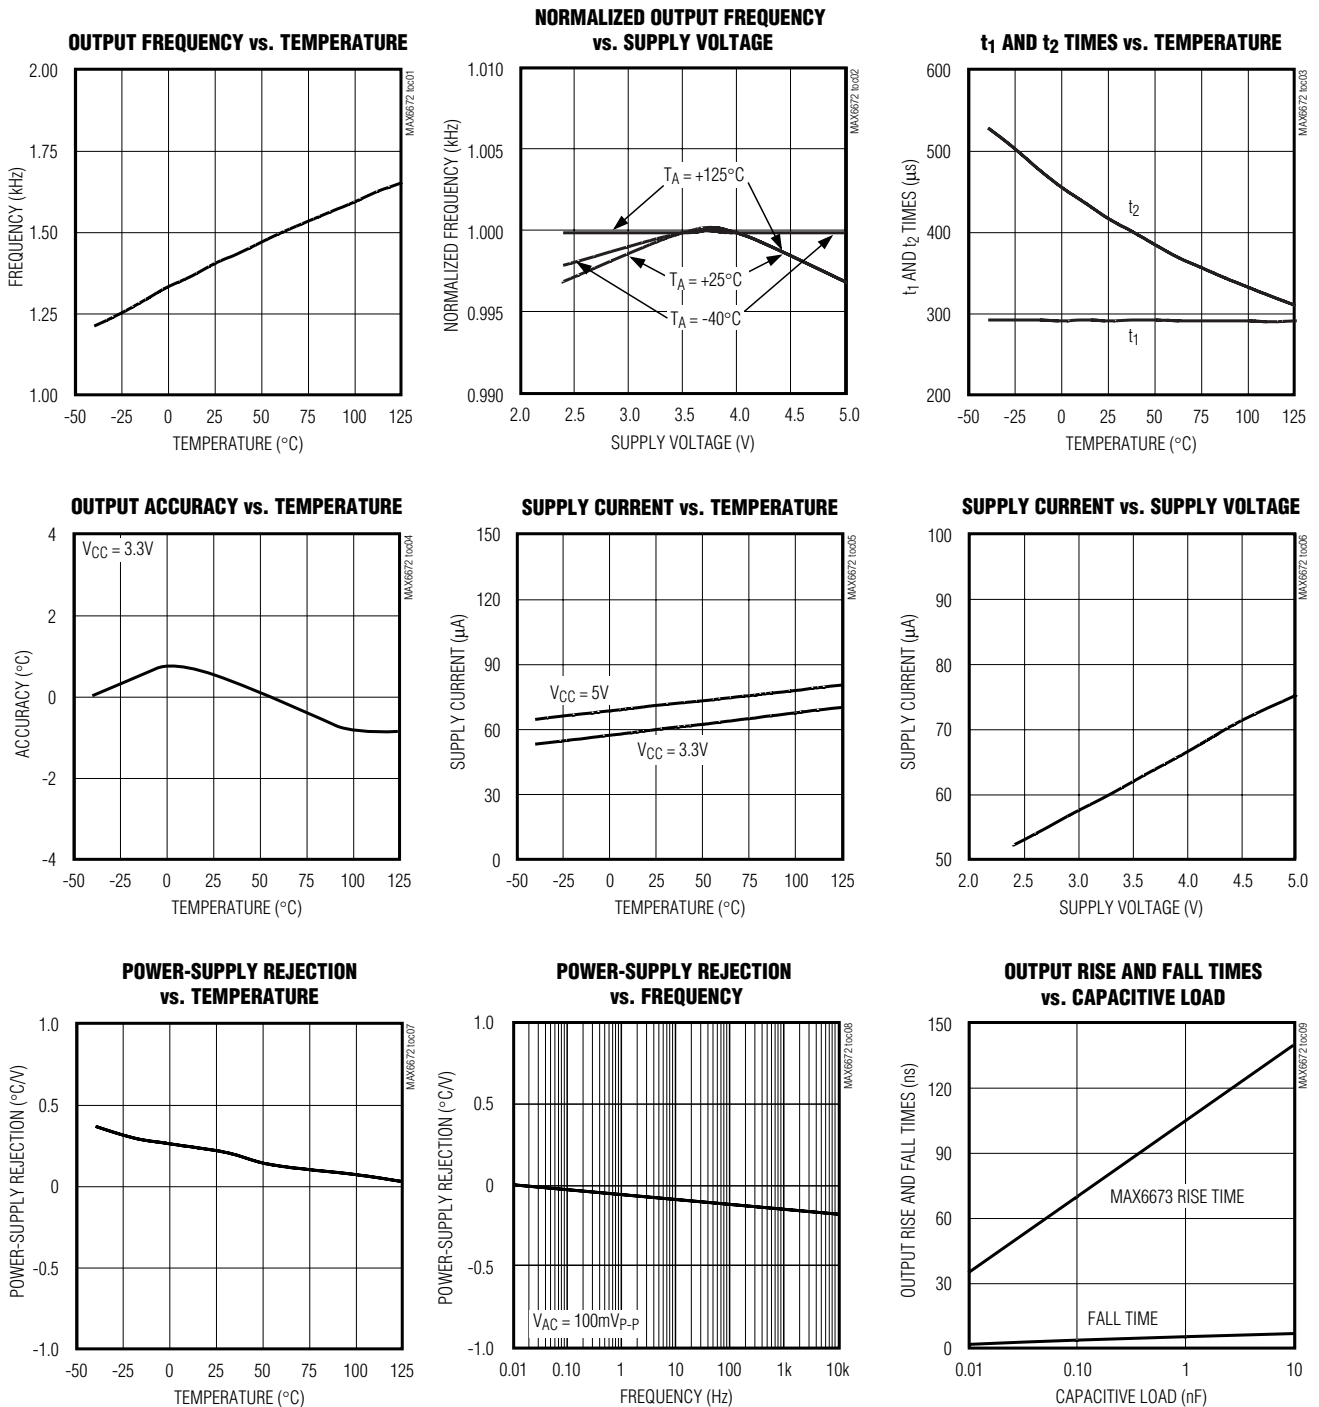 OUTPUT FREQUENCY vs. TEMPERATURE
MAX6672 toc01
FREQUENCY (kHz)
2.00
1.75
1.50
1.25
1.00
-50 -25 0 25 50 75 100 125
TEMPERATURE (°C)
NORMALIZED OUTPUT FREQUENCY
vs. SUPPLY VOLTAGE
MAX6672 toc02
NORMALIZED FREQUENCY (kHz)
1.010
1.005
1.000
0.995
0.990
TA = +125°C
TA = +25°C
TA = -40°C
2.0 2.5 3.0 3.5 4.0 4.5 5.0
SUPPLY VOLTAGE (V)
t1 AND t2 TIMES vs. TEMPERATURE
MAX6672 toc03
t1 AND t2 TIMES (µs)
600
500
400
300
200
t2
t1
-50 -25 0 25 50 75 100 125
TEMPERATURE (°C)
OUTPUT ACCURACY vs. TEMPERATURE
MAX6672 toc04
ACCURACY (°C)
4
2
0
-2
-4
VCC = 3.3V
-50 -25 0 25 50 75 100 125
TEMPERATURE (°C)
SUPPLY CURRENT vs. TEMPERATURE
MAX6672 toc05
SUPPLY CURRENT (µA)
150
120
90
60
30
0
VCC = 5V
VCC = 3.3V
-50 -25 0 25 50 75 100 125
TEMPERATURE (°C)
SUPPLY CURRENT vs. SUPPLY VOLTAGE
MAX6672 toc06
SUPPLY CURRENT (µA)
100
90
80
70
60
50
2.0 2.5 3.0 3.5 4.0 4.5 5.0
SUPPLY VOLTAGE (V)
POWER-SUPPLY REJECTION
vs. TEMPERATURE
MAX6672 toc07
POWER-SUPPLY REJECTION (°C/V)
1.0
0.5
0
-0.5
-1.0
-50 -25 0 25 50 75 100 125
TEMPERATURE (°C)
POWER-SUPPLY REJECTION
vs. FREQUENCY
MAX6672 toc08
POWER-SUPPLY REJECTION (°C/V)
1.0
0.5
0
-0.5
-1.0
VAC = 100mVP-P
0.01 0.10 1 10 100 1k 10k
FREQUENCY (Hz)
OUTPUT RISE AND FALL TIMES
vs. CAPACITIVE LOAD
MAX6672 toc09
OUTPUT RISE AND FALL TIMES (ns)
150
120
90
60
30
0
MAX6673 RISE TIME
FALL TIME
0.01 0.10 1 10
CAPACITIVE LOAD (nF)